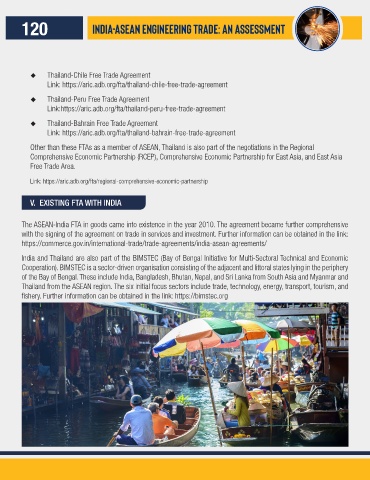 120
INDIA-ASEAN ENGINEERING TRADE: AN ASSESSMENT
◆ Thailand-Chile Free Trade Agreement
Link: https://aric.adb.org/fta/thailand-chile-free-trade-agreement
◆ Thailand-Peru Free Trade Agreement
Link:https://aric.adb.org/fta/thailand-peru-free-trade-agreement
◆ Thailand-Bahrain Free Trade Agreement
Link: https://aric.adb.org/fta/thailand-bahrain-free-trade-agreement
Other than these FTAs as a member of ASEAN, Thailand is also part of the negotiations in the Regional
Comprehensive Economic Partnership (RCEP), Comprehensive Economic Partnership for East Asia, and East Asia
Free Trade Area.
Link: https://aric.adb.org/fta/regional-comprehensive-economic-partnership
V. EXISTING FTA WITH INDIA
The ASEAN-India FTA in goods came into existence in the year 2010. The agreement became further comprehensive
with the signing of the agreement on trade in services and investment. Further information can be obtained in the link:
https://commerce.gov.in/international-trade/trade-agreements/india-asean-agreements/
India and Thailand are also part of the BIMSTEC (Bay of Bengal Initiative for Multi-Sectoral Technical and Economic
Cooperation). BIMSTEC is a sector-driven organisation consisting of the adjacent and littoral states lying in the periphery
of the Bay of Bengal. These include India, Bangladesh, Bhutan, Nepal, and Sri Lanka from South Asia and Myanmar and
Thailand from the ASEAN region. The six initial focus sectors include trade, technology, energy, transport, tourism, and
fishery. Further information can be obtained in the link: https://bimstec.org